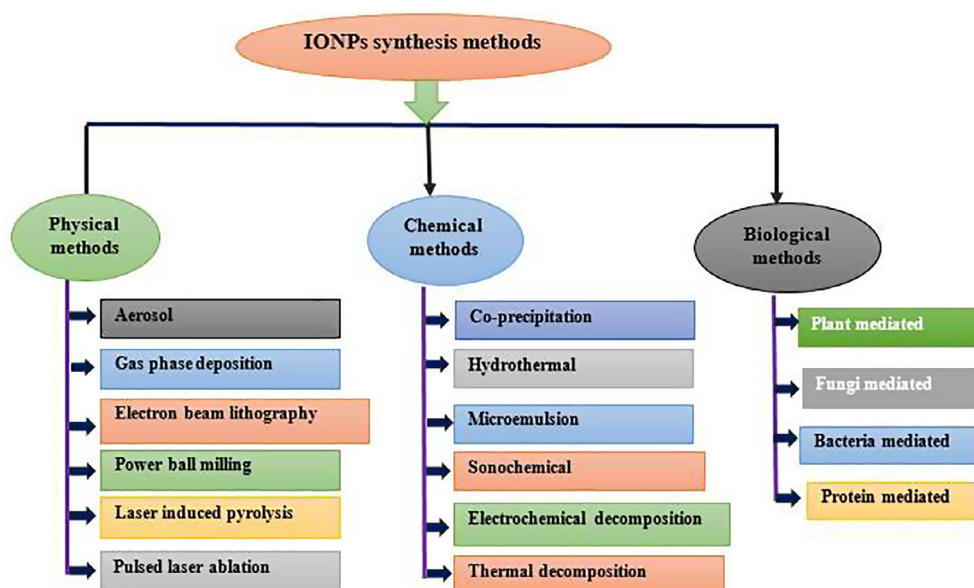 IONPs synthesis methods
Physical
methods
Chemical
methods
Biological
methods
Aerosol
Gas phase deposition
Electron beam lithography
Power ball milling
Laser induced pyrolysis
Pulsed laser ablation
Co-precipitation
Hydrothermal
Microemulsion
Sonochemical
Electrochemical decomposition
Thermal decomposition
Plant mediated
Fungi mediated
Bacteria mediated
Protein mediated